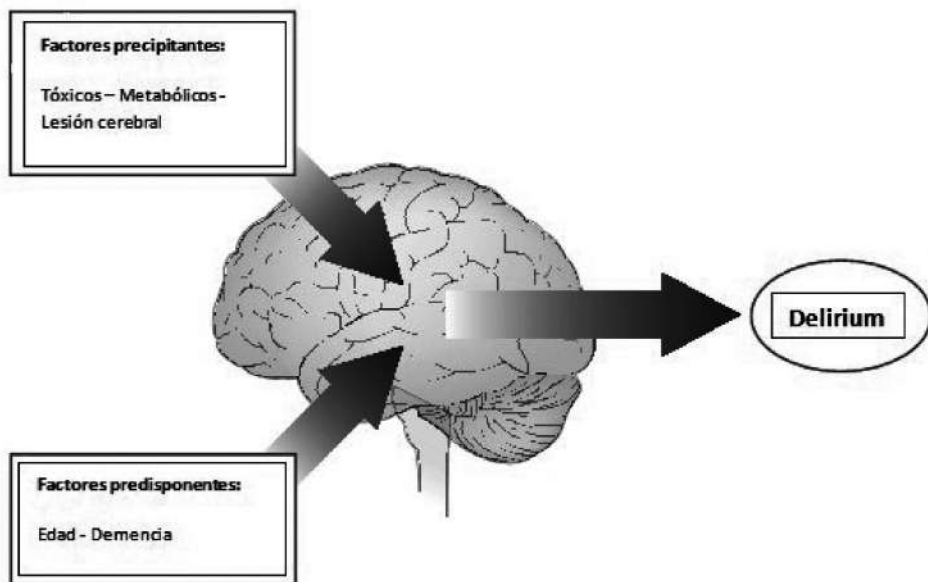 Factores precipitantes:
Tóxicos – Metabólicos -
Lesión cerebral
Delirium
Factores predisponentes:
Edad - Demencia